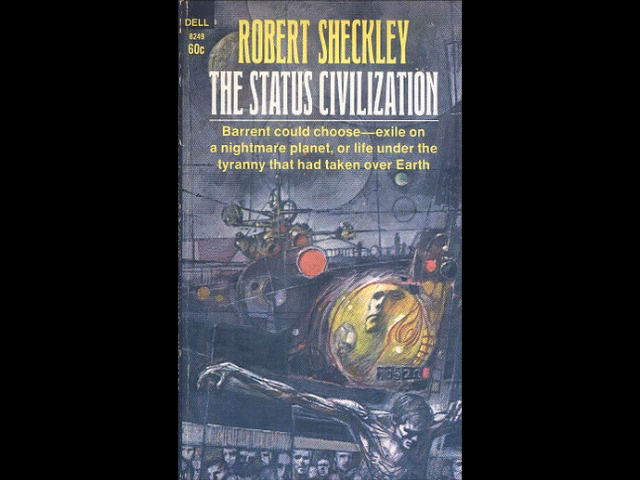 DELL
8249
60c
ROBERT SHECKLEY
THE STATUS CIVILIZATION
Barrent could choose—exile on
a nightmare planet, or life under the
tyranny that had taken over Earth